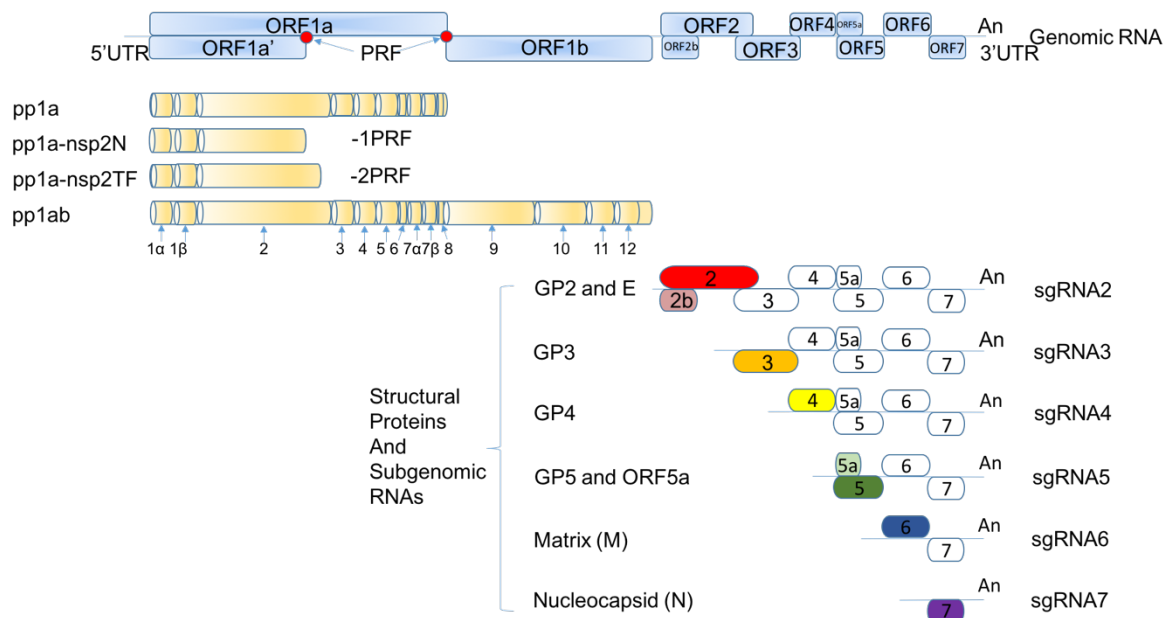 ORF1a ORF2 ORF4 ORF5a ORF6 An
5'UTR ORF1a' PRF ORF1b ORF2b ORF3 ORF5 ORF7 3'UTR Genomic RNA
pp1a
pp1a-nsp2N -1PRF
pp1a-nsp2TF -2PRF
pp1ab
1α 1β 2 3 4 5 6 7α 7β 8 9 10 11 12
Structural
Proteins
And
Subgenomic
RNAs
GP2 and E 2 2b 3 4 5a 5 6 7 An sgRNA2
GP3 3 4 5a 5 6 7 An sgRNA3
GP4 4 5a 5 6 7 An sgRNA4
GP5 and ORF5a 5a 5 6 7 An sgRNA5
Matrix (M) 6 7 An sgRNA6
Nucleocapsid (N) 7 An sgRNA7